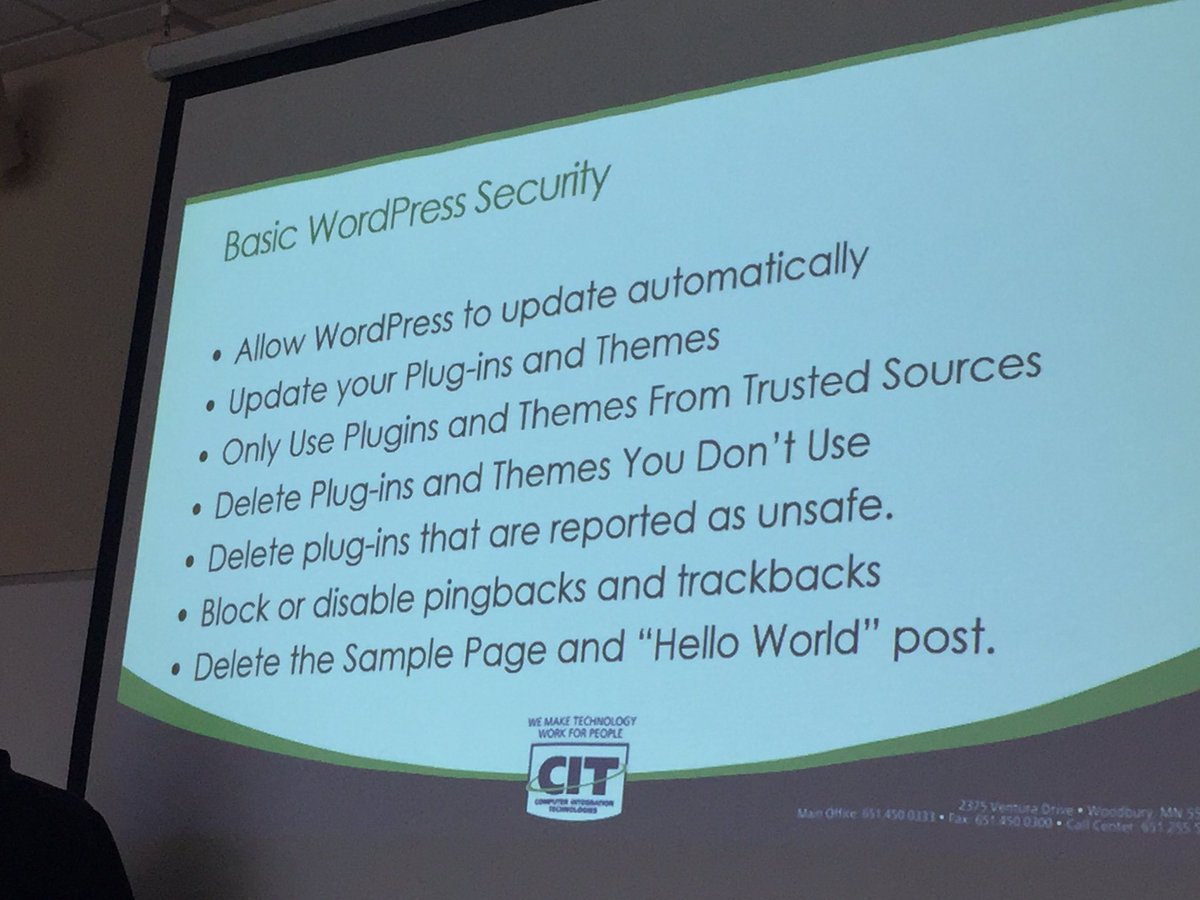 Basic WordPress Security
• Allow WordPress to update automatically
• Update your Plug-ins and Themes
• Only Use Plugins and Themes From Trusted Sources
• Delete Plug-ins and Themes You Don't Use
• Delete plug-ins that are reported as unsafe.
• Block or disable pingbacks and trackbacks
• Delete the Sample Page and "Hello World" post.
WE MAKE TECHNOLOGY
WORK FOR PEOPLE
CIT
COMPUTER INTEGRATION
TECHNOLOGIES
2375 Ventura Drive • Woodbury, MN
Main Office: 651.450.0333 • Fax: 651.450.0300 • Call Center: 651.255.